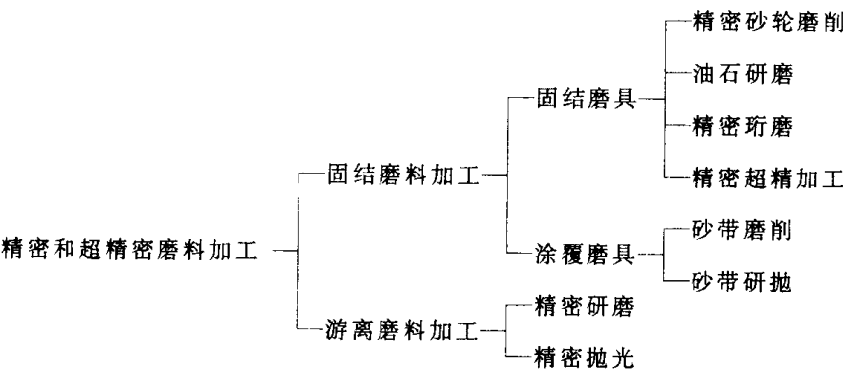 精密砂轮磨削
油石研磨
固结磨具
精密珩磨
固结磨料加工
精密超精加工
精密和超精密磨料加工
砂带磨削
涂覆磨具
砂带研抛
精密研磨
游离磨料加工
精密抛光